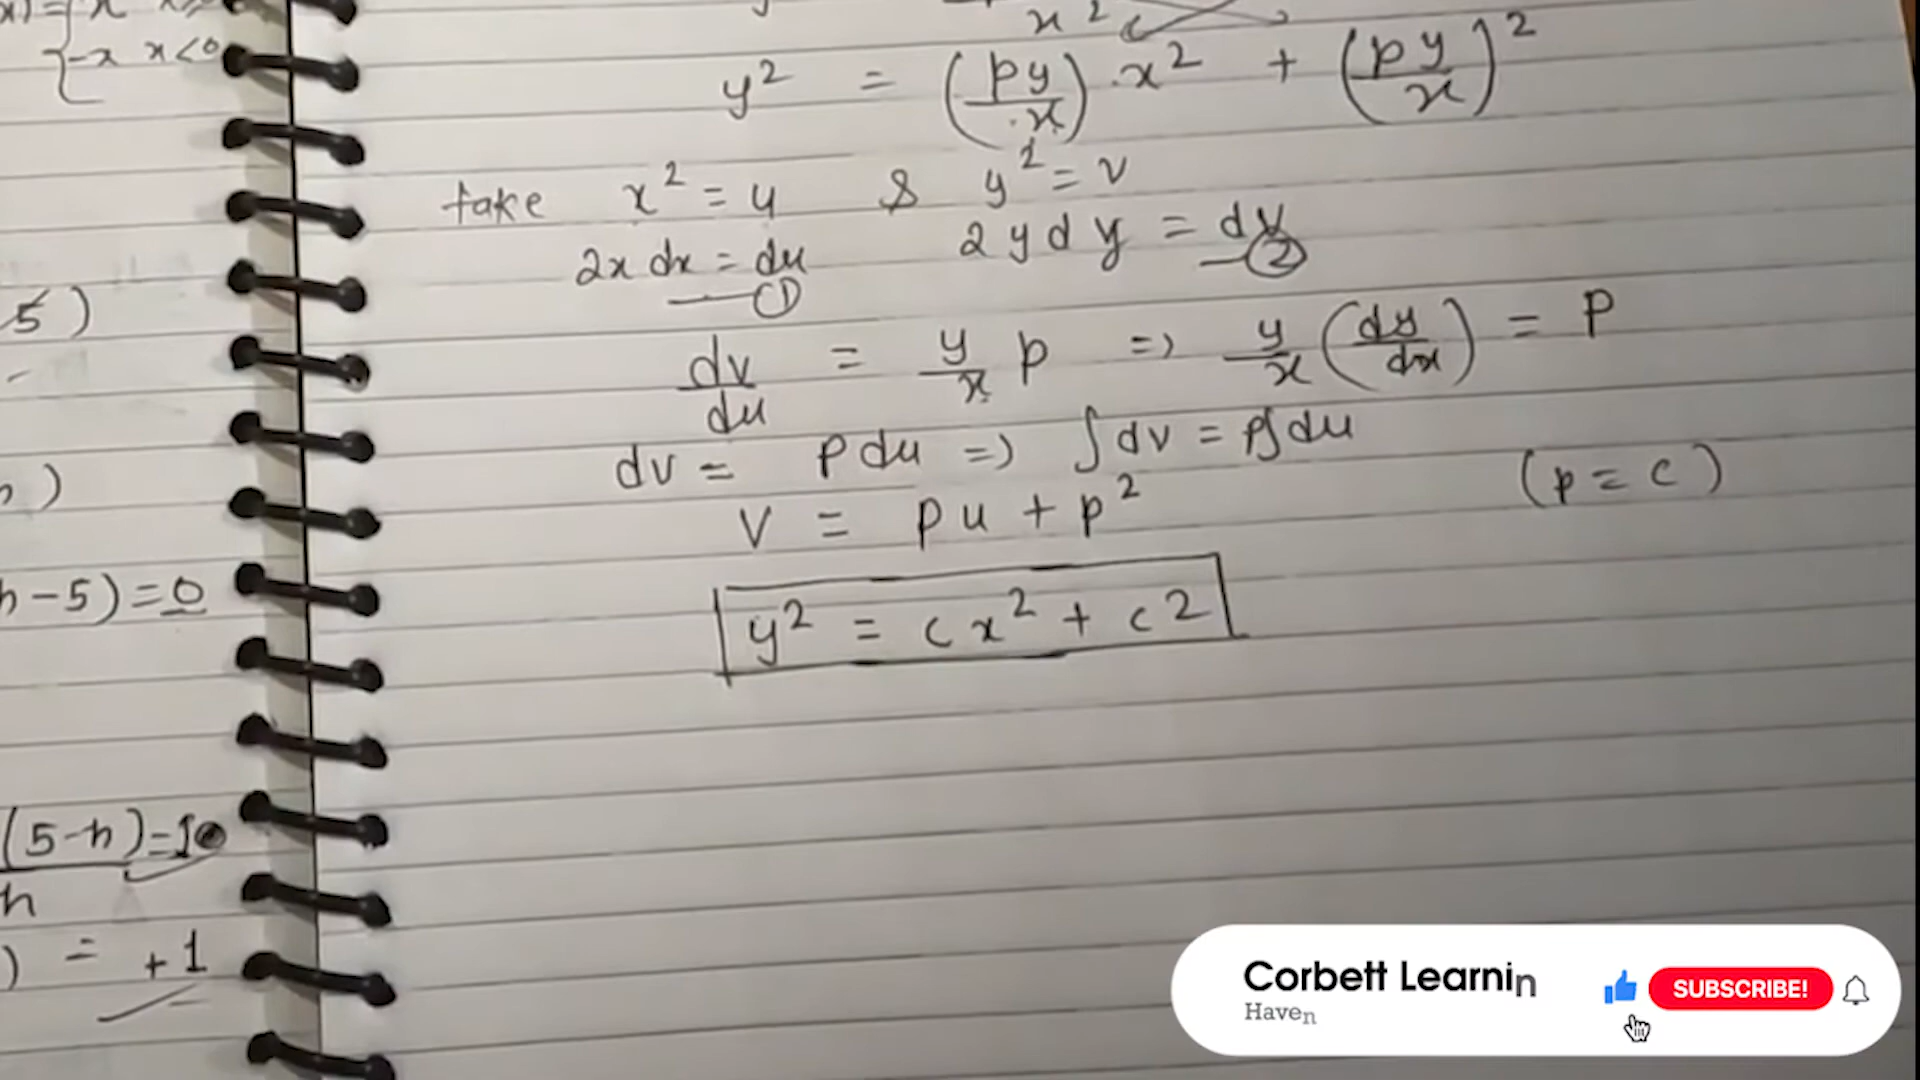 x) = { x
-x x<0
5 )
n )
n-5) = 0
(5-n) = 10
n
) = +1
x²
y² = (py/x) . x² + (py/x)²
take x² = u & y² = v
2x dx = du —① 2y dy = dv —②
dv/du = y/x p => y/x (dy/dx) = P
dv = P du => ∫dv = P∫du
V = Pu + p² (p = c)
y² = cx² + c2
Corbett Learnin
Haven
SUBSCRIBE!